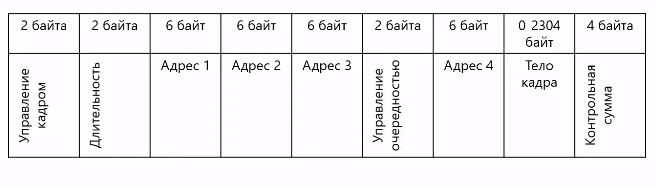 2 байта 2 байта 6 байт 6 байт 6 байт 2 байта 6 байт 0 2304 4 байта
байт
Управление
кадром
Длительность
Адрес 1 Адрес 2 Адрес 3
Управление
очередностью
Адрес 4
Тело
кадра
Контрольная
сумма